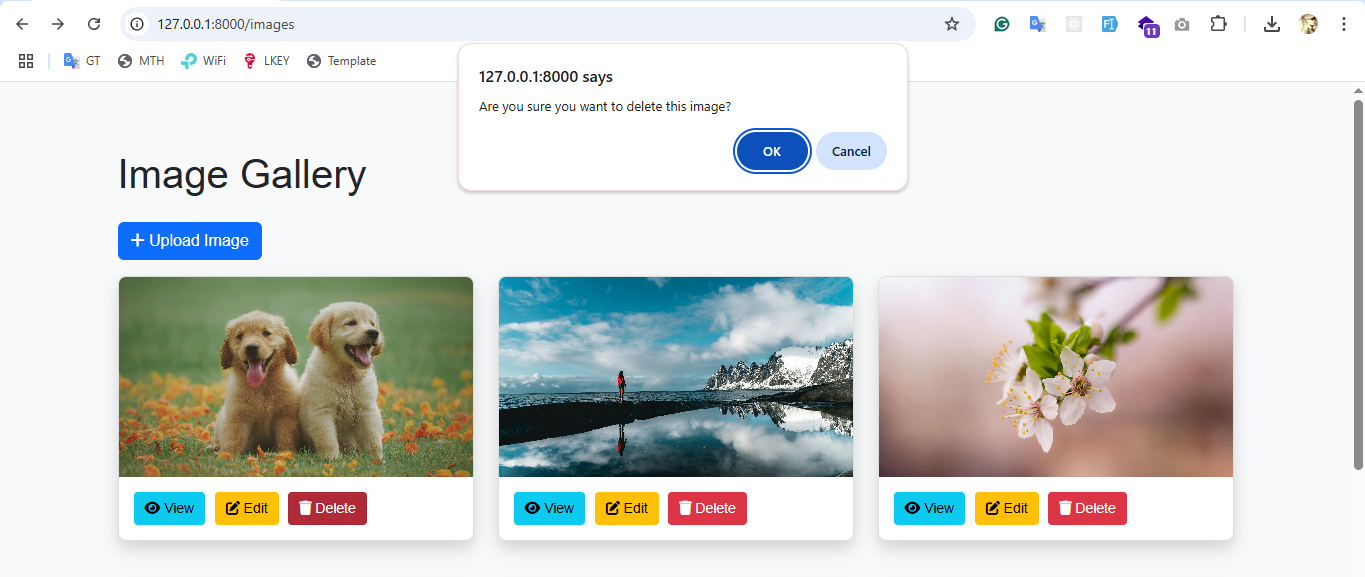 127.0.0.1:8000/images
11
GT
MTH
WiFi
LKEY
Template
127.0.0.1:8000 says
Are you sure you want to delete this image?
OK
Cancel
Image Gallery
+ Upload Image
View
Edit
Delete
View
Edit
Delete
View
Edit
Delete